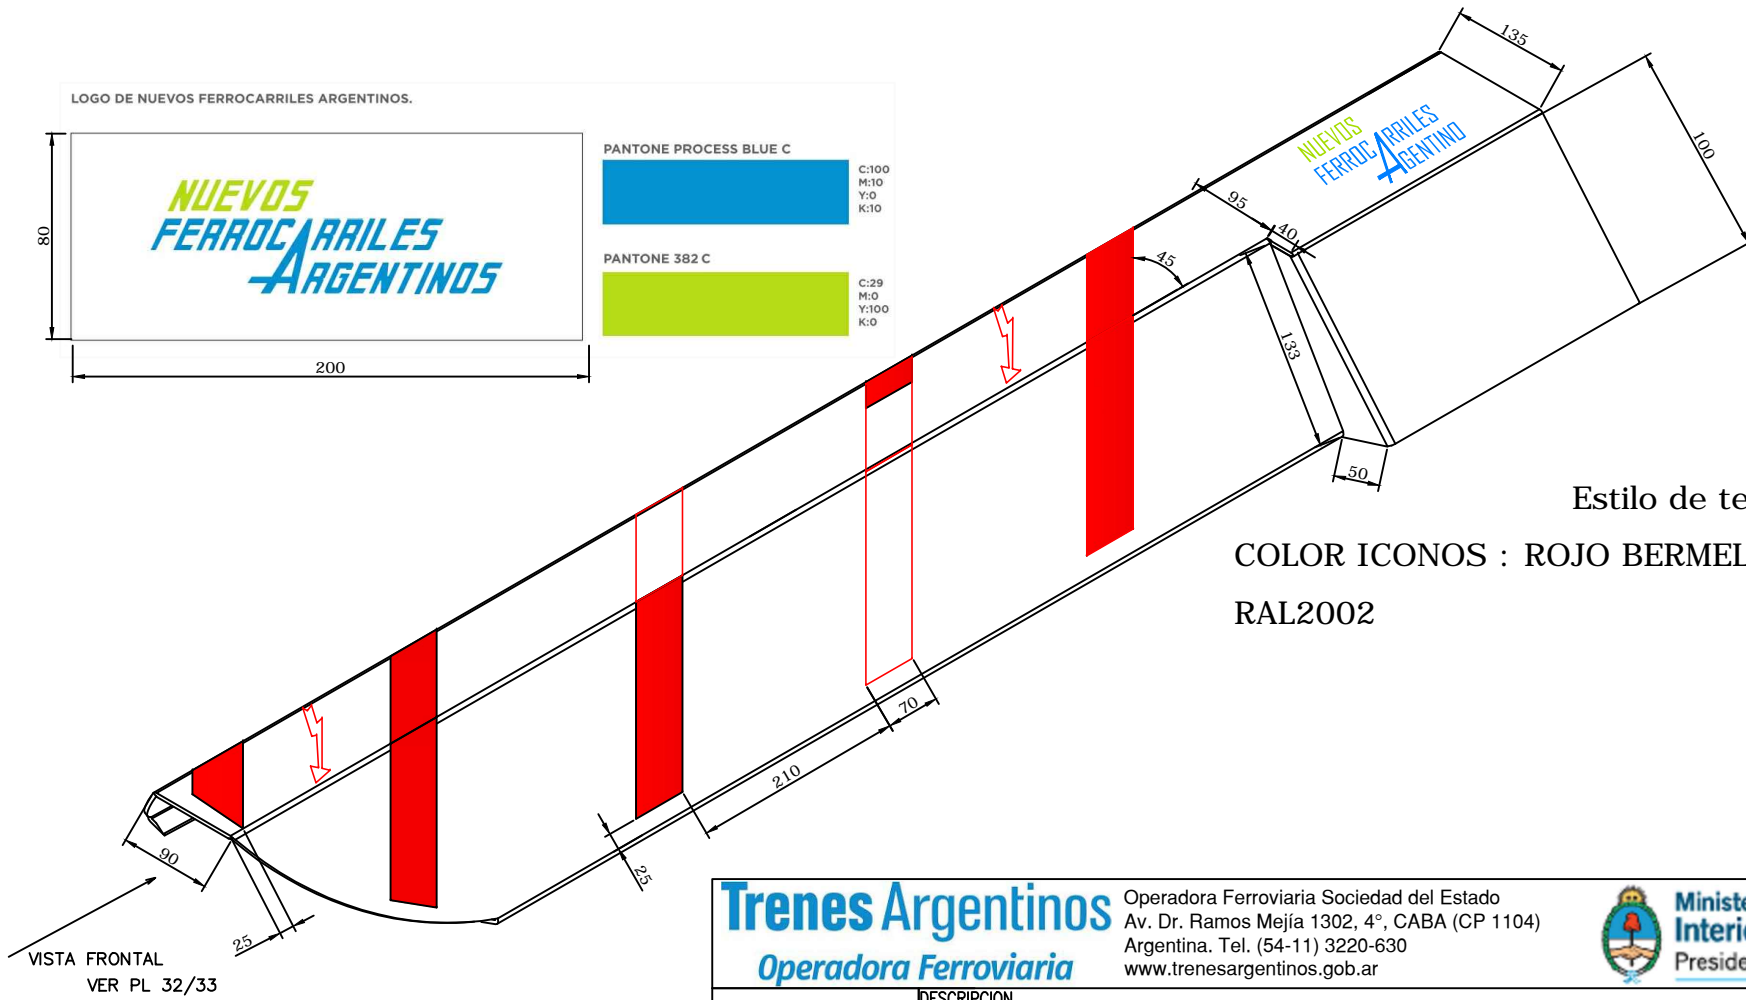 LOGO DE NUEVOS FERROCARRILES ARGENTINOS.
NUEVOS
FERROCARRILES
ARGENTINOS
80
200
PANTONE PROCESS BLUE C
C:100
M:10
Y:0
K:10
PANTONE 382 C
C:29
M:0
Y:100
K:0
135
100
NUEVOS
FERROCARRILES
AGENTINO
95
40
45
133
50
Estilo de te
COLOR ICONOS : ROJO BERMEL
RAL2002
70
210
25
90
25
VISTA FRONTAL
VER PL 32/33
Trenes Argentinos
Operadora Ferroviaria
Operadora Ferroviaria Sociedad del Estado
Av. Dr. Ramos Mejía 1302, 4°, CABA (CP 1104)
Argentina. Tel. (54-11) 3220-630
www.trenesargentinos.gob.ar
Ministe
Interi
Preside
DESCRIPCION